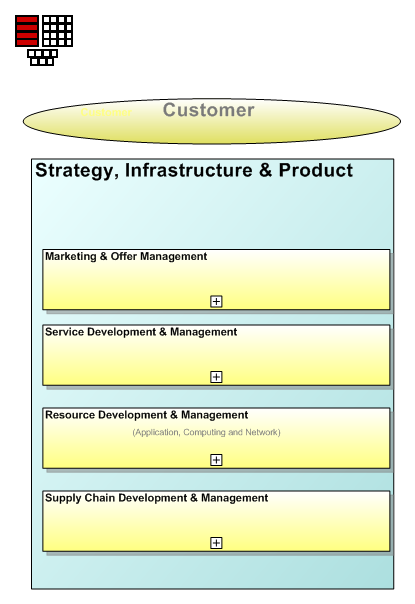 Customer
Strategy, Infrastructure & Product
Marketing & Offer Management
Service Development & Management
Resource Development & Management
(Application, Computing and Network)
Supply Chain Development & Management